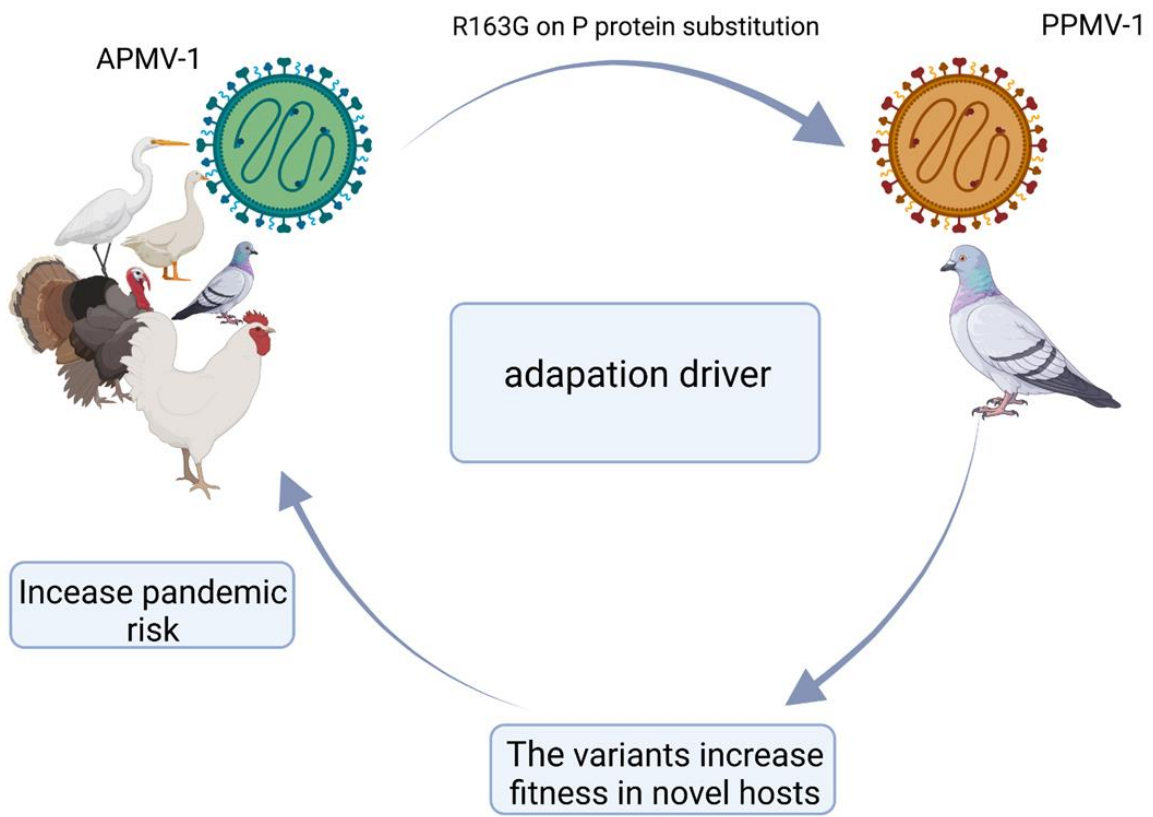 R163G on P protein substitution
PPMV-1
APMV-1
adapation driver
Incease pandemic
risk
The variants increase
fitness in novel hosts